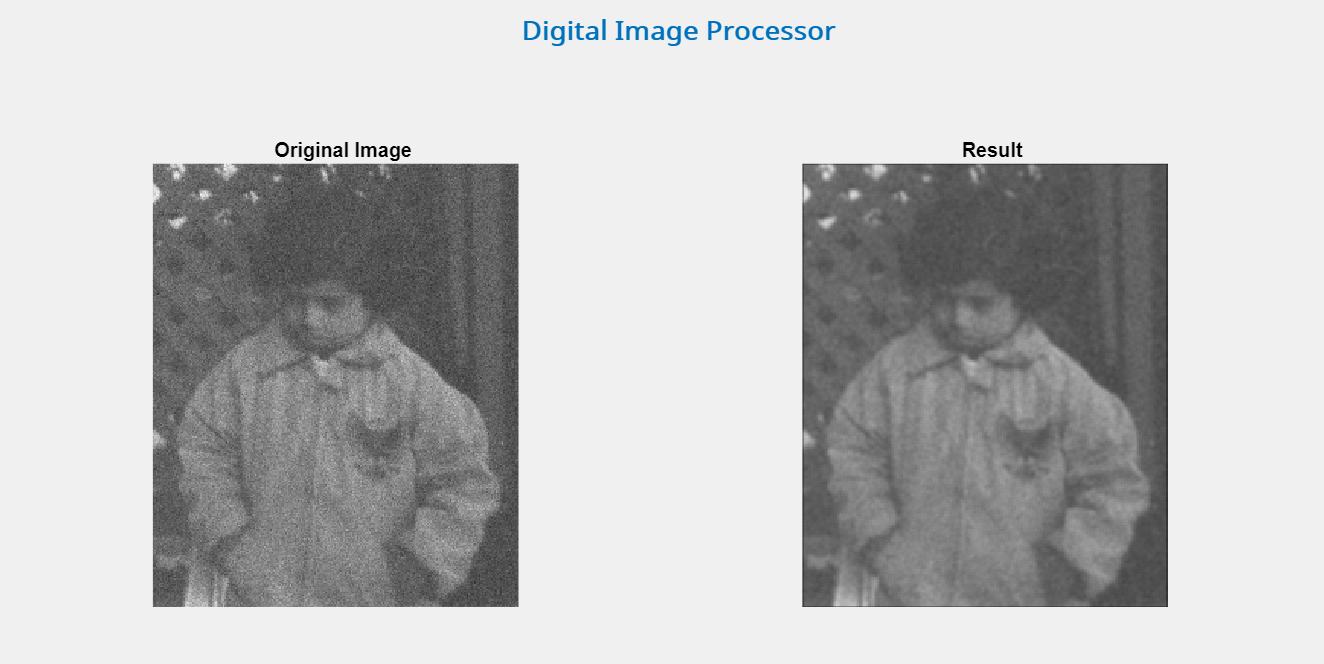 Digital Image Processor
Original Image
Result